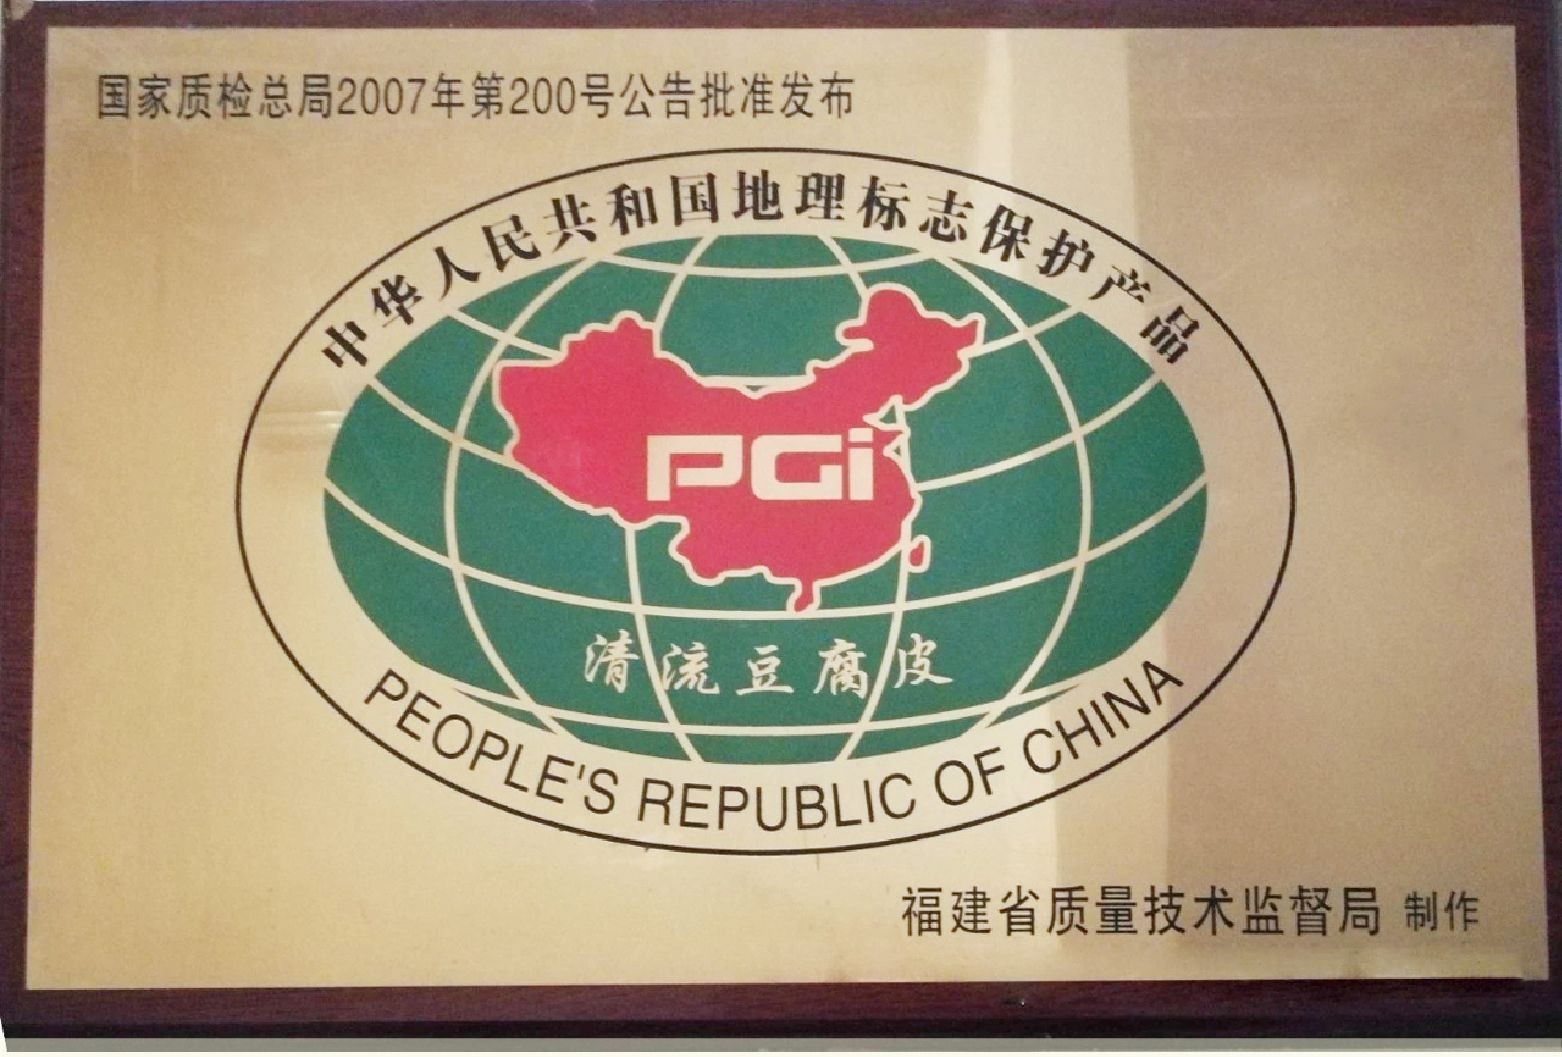 国家质检总局2007年第200号公告批准发布
中华人民共和国地理标志保护产品
PGi
清流豆腐皮
PEOPLE'S REPUBLIC OF CHINA
福建省质量技术监督局 制作